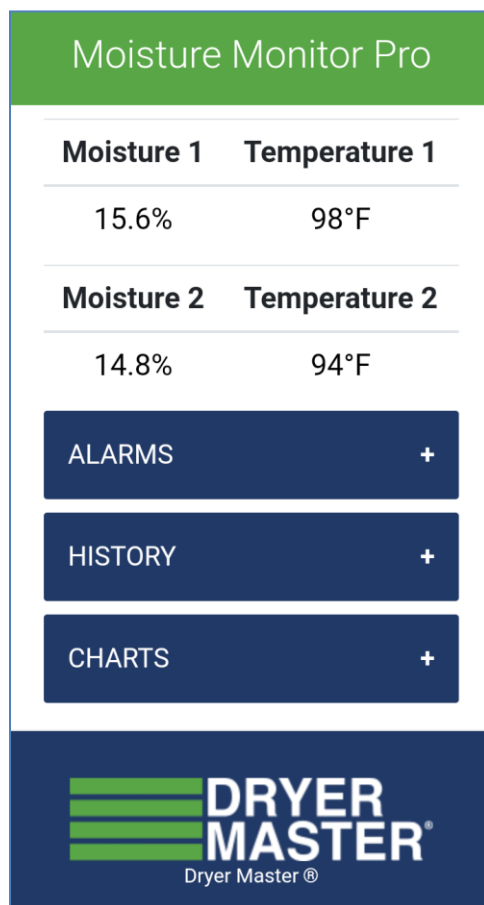 Moisture Monitor Pro
Moisture 1 Temperature 1
15.6% 98°F
Moisture 2 Temperature 2
14.8% 94°F
ALARMS +
HISTORY +
CHARTS +
DRYER
MASTER®
Dryer Master ®